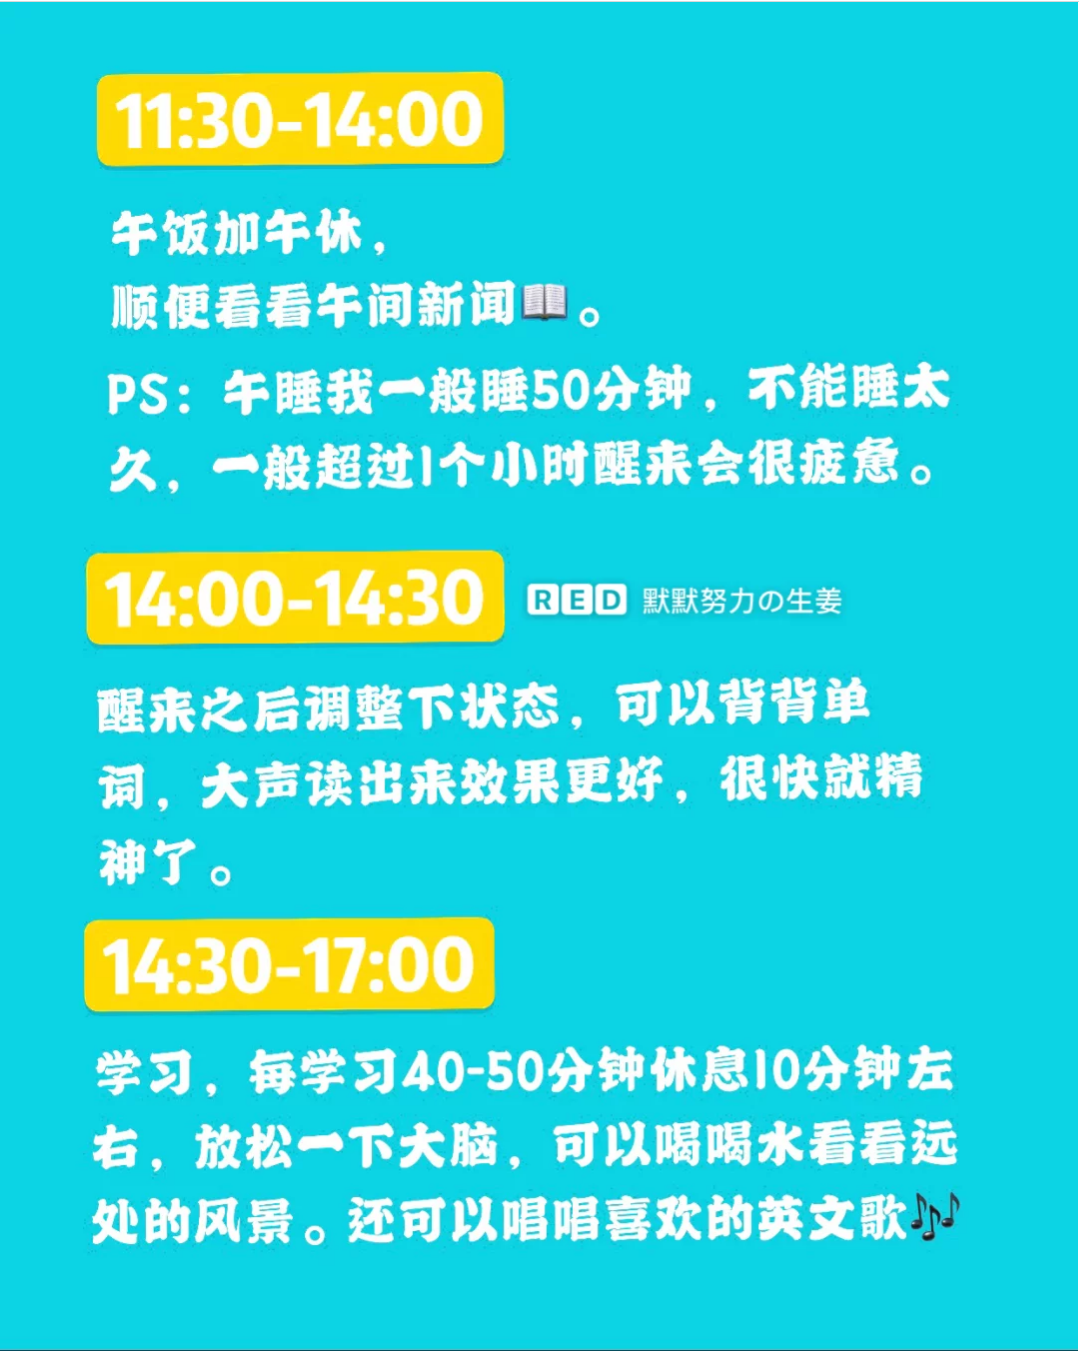 11:30-14:00
午饭加午休，
顺便看看午间新闻📖。
PS：午睡我一般睡50分钟，不能睡太
久，一般超过1个小时醒来会很疲惫。
14:00-14:30
RED 默默努力の生姜
醒来之后调整下状态，可以背背单
词，大声读出来效果更好，很快就精
神了。
14:30-17:00
学习，每学习40-50分钟休息10分钟左
右，放松一下大脑，可以喝喝水看看远
处的风景。还可以唱唱喜欢的英文歌🎶